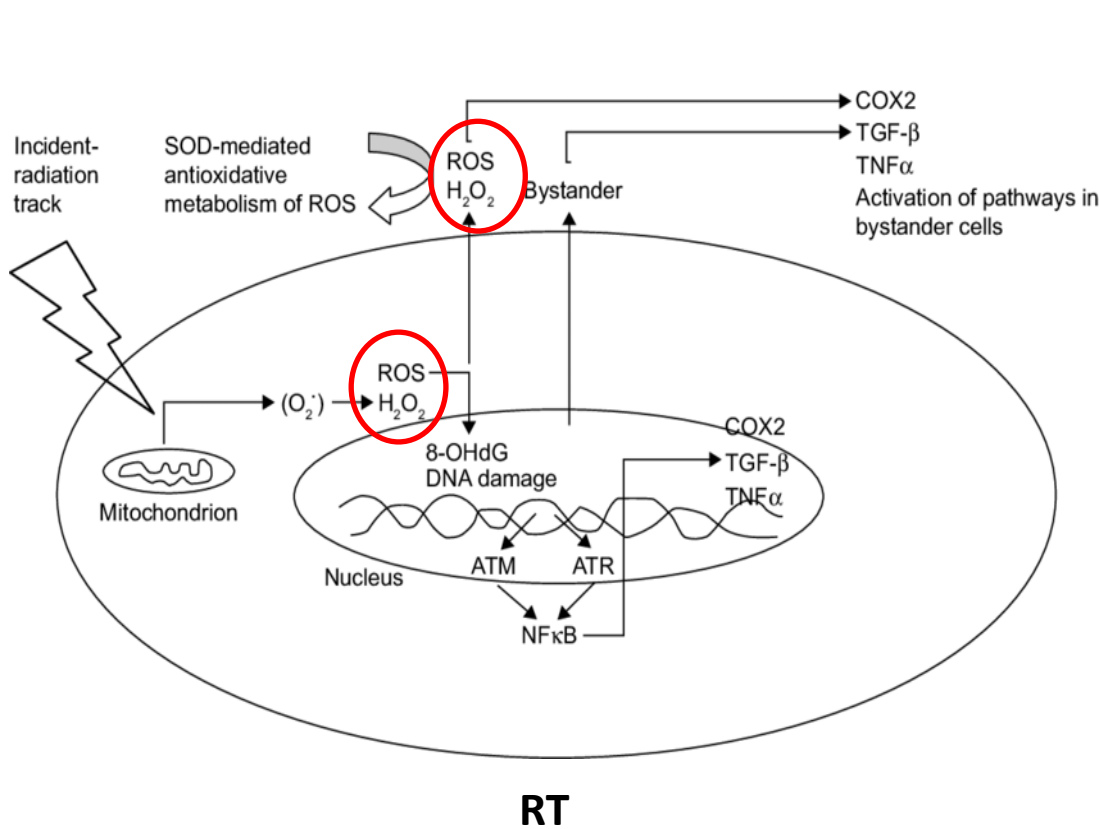 COX2
TGF-β
TNFα
Activation of pathways in
bystander cells
Incident-
radiation
track
SOD-mediated
antioxidative
metabolism of ROS
ROS
H₂O₂
Bystander
ROS
(O₂˙)
H₂O₂
8-OHdG
DNA damage
COX2
TGF-β
TNFα
Mitochondrion
ATM
ATR
Nucleus
NFκB
RT